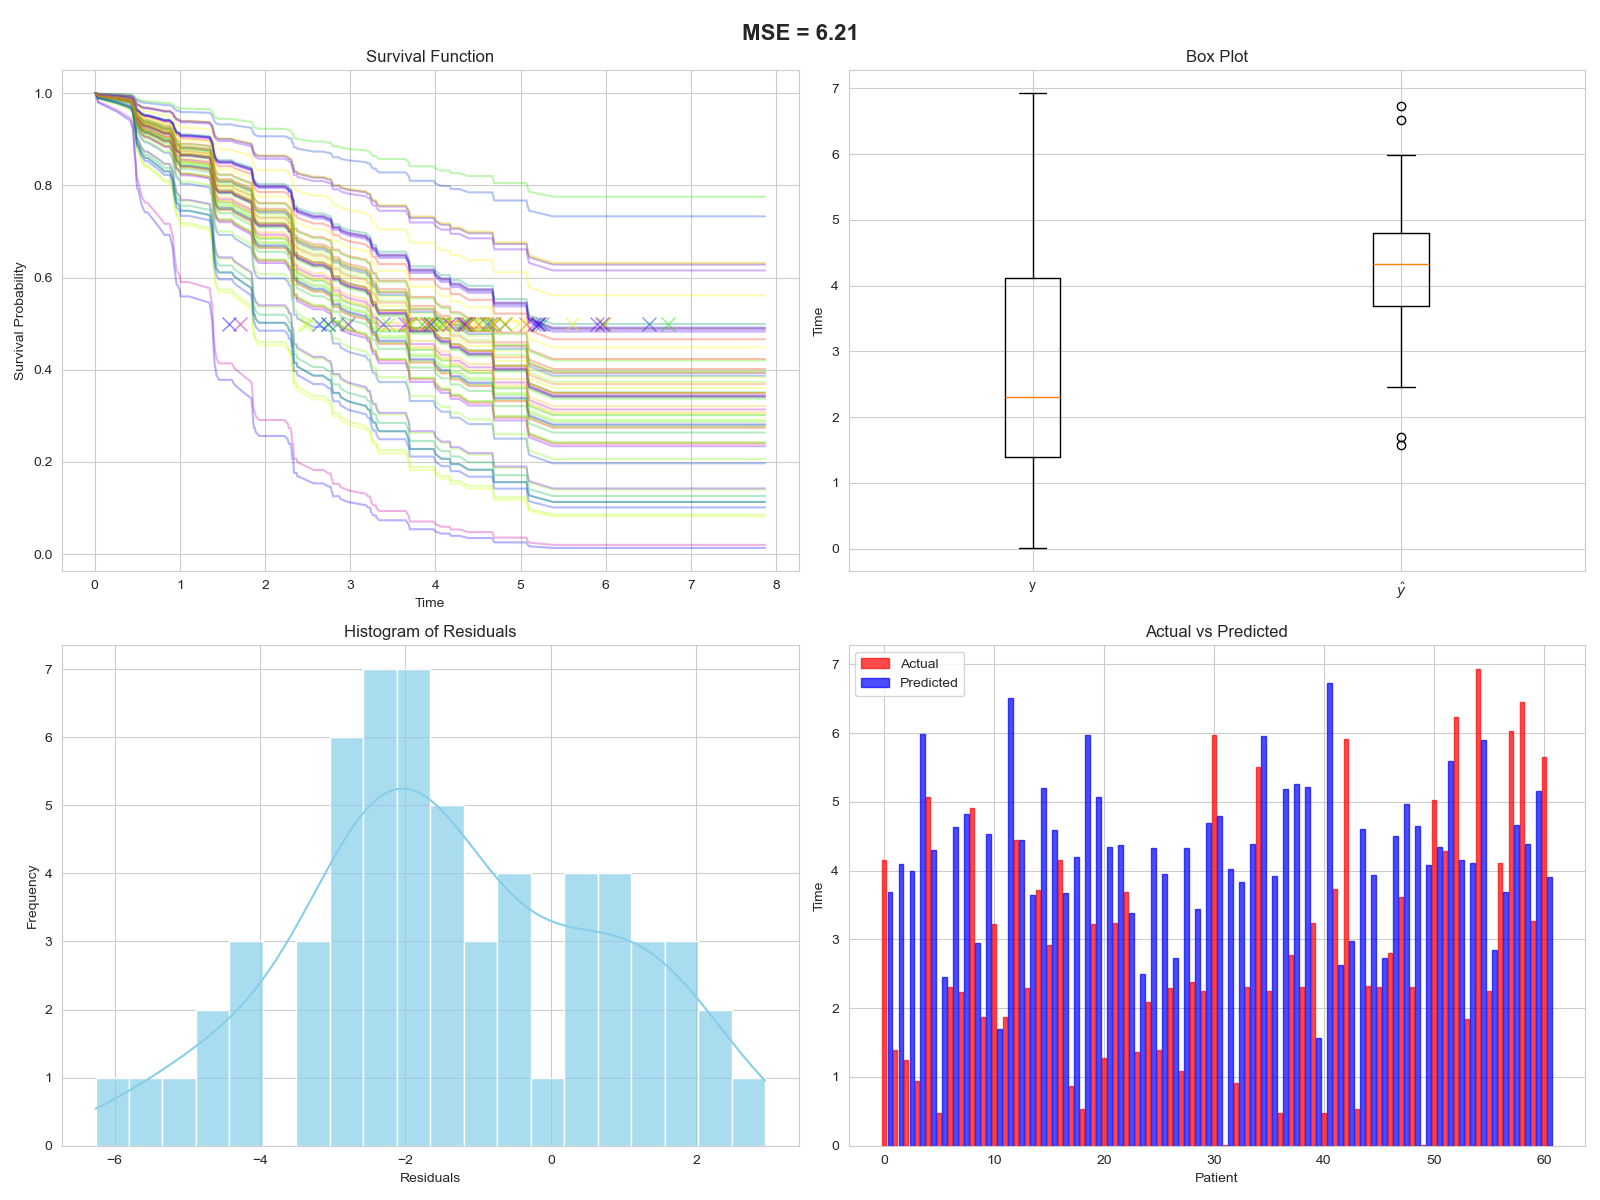 MSE = 6.21
Survival Function
1.0
0.8
0.6
0.4
0.2
0.0
Survival Probability
0 1 2 3 4 5 6 7 8
Time
Box Plot
7
6
5
4
3
2
1
0
Time
y ŷ
Histogram of Residuals
7
6
5
4
3
2
1
0
Frequency
−6 −4 −2 0 2
Residuals
Actual vs Predicted
Actual
Predicted
7
6
5
4
3
2
1
0
Time
0 10 20 30 40 50 60
Patient